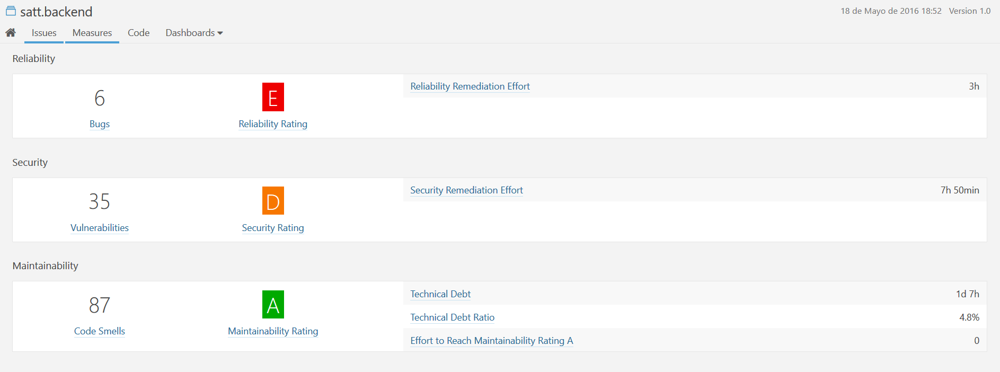 satt.backend
18 de Mayo de 2016 18:52 Version 1.0
Issues Measures Code Dashboards
Reliability
6
Bugs
E
Reliability Rating
Reliability Remediation Effort 3h
Security
35
Vulnerabilities
D
Security Rating
Security Remediation Effort 7h 50min
Maintainability
87
Code Smells
A
Maintainability Rating
Technical Debt 1d 7h
Technical Debt Ratio 4.8%
Effort to Reach Maintainability Rating A 0